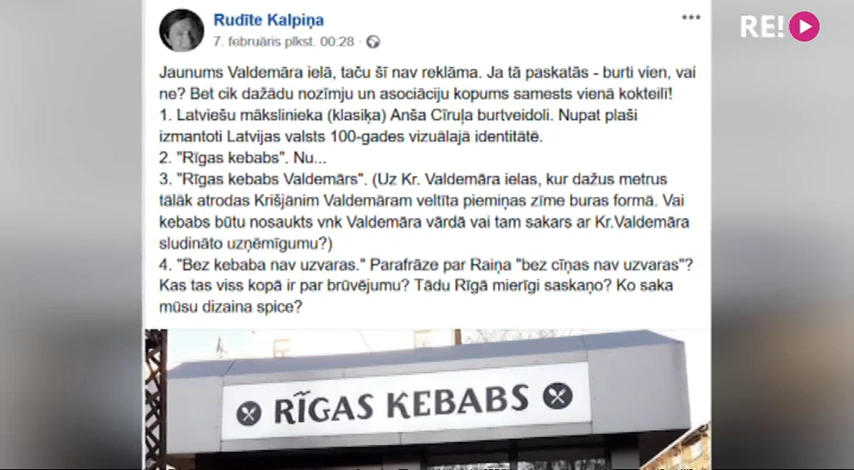 Rudīte Kalpiņa
7. februāris plkst. 00:28 ·
RE!
Jaunums Valdemāra ielā, taču šī nav reklāma. Ja tā paskatās - burti vien, vai
ne? Bet cik dažādu nozīmju un asociāciju kopums samests vienā kokteilī!
1. Latviešu mākslinieka (klasiķa) Anša Cīruļa burtveidoli. Nupat plaši
izmantoti Latvijas valsts 100-gades vizuālajā identitātē.
2. "Rīgas kebabs". Nu...
3. "Rīgas kebabs Valdemārs". (Uz Kr. Valdemāra ielas, kur dažus metrus
tālāk atrodas Krišjānim Valdemāram veltīta piemiņas zīme buras formā. Vai
kebabs būtu nosaukts vnk Valdemāra vārdā vai tam sakars ar Kr.Valdemāra
sludināto uzņēmīgumu?)
4. "Bez kebaba nav uzvaras." Parafrāze par Raiņa "bez cīņas nav uzvaras"?
Kas tas viss kopā ir par brūvējumu? Tādu Rīgā mierīgi saskaņo? Ko saka
mūsu dizaina spice?
RĪGAS KEBABS